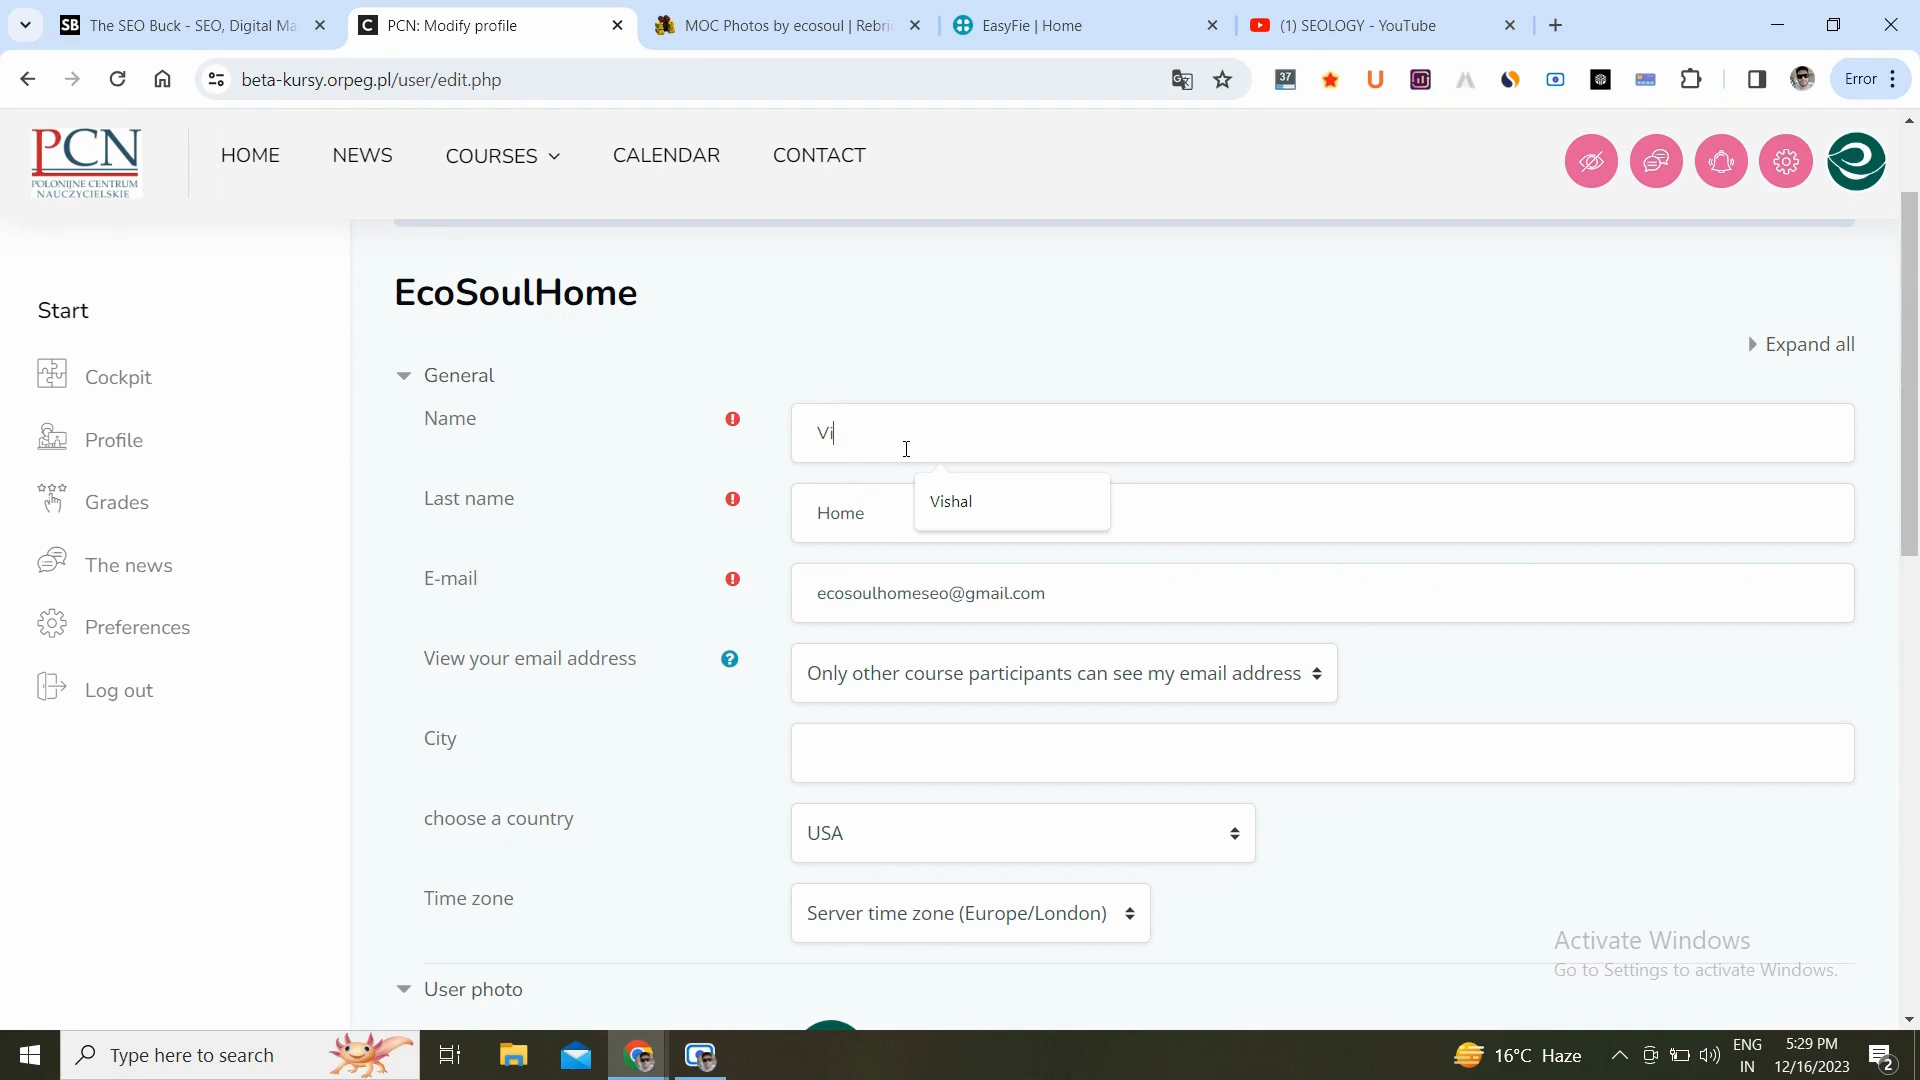 The SEO Buck - SEO, Digital Ma
PCN: Modify profile
MOC Photos by ecosoul | Rebri
EasyFie | Home
(1) SEOLOGY - YouTube
beta-kursy.orpeg.pl/user/edit.php
37
Error
PCN
POLONIJNE CENTRUM
NAUCZYCIELSKIE
HOME
NEWS
COURSES
CALENDAR
CONTACT
Start
Cockpit
Profile
Grades
The news
Preferences
Log out
EcoSoulHome
Expand all
General
Name
Vi
Vishal
Last name
Home
E-mail
ecosoulhomeseo@gmail.com
View your email address
Only other course participants can see my email address
City
choose a country
USA
Time zone
Server time zone (Europe/London)
User photo
Activate Windows
Go to Settings to activate Windows.
Type here to search
16°C Haze
ENG
IN
5:29 PM
12/16/2023
2